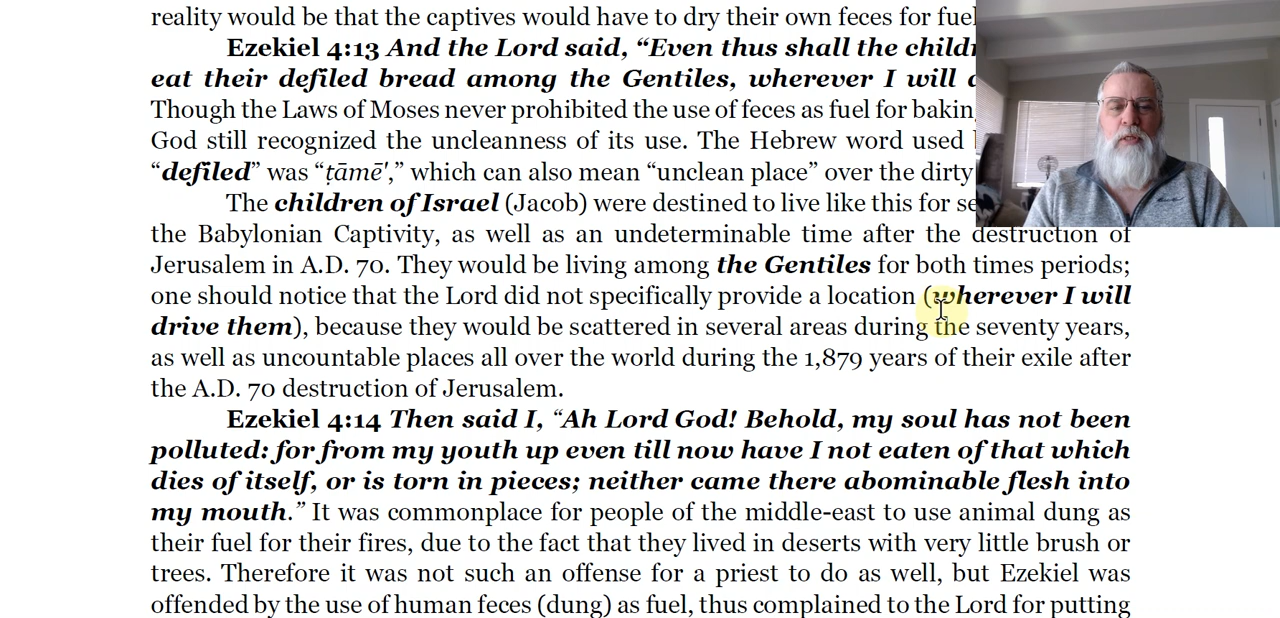 reality would be that the captives would have to dry their own feces for fuel
Ezekiel 4:13 And the Lord said, “Even thus shall the
eat their defiled bread among the Gentiles, wherever I will
Though the Laws of Moses never prohibited the use of feces as fuel for
God still recognized the uncleanness of its use. The Hebrew word used
“defiled” was “ṭāmē',” which can also mean “unclean place” over the dirty
The children of Israel (Jacob) were destined to live like this for
the Babylonian Captivity, as well as an undeterminable time after the destruction of
Jerusalem in A.D. 70. They would be living among the Gentiles for both times periods;
one should notice that the Lord did not specifically provide a location (wherever I will
drive them), because they would be scattered in several areas during the seventy years,
as well as uncountable places all over the world during the 1,879 years of their exile after
the A.D. 70 destruction of Jerusalem.
Ezekiel 4:14 Then said I, “Ah Lord God! Behold, my soul has not been
polluted: for from my youth up even till now have I not eaten of that which
dies of itself, or is torn in pieces; neither came there abominable flesh into
my mouth.” It was commonplace for people of the middle-east to use animal dung as
their fuel for their fires, due to the fact that they lived in deserts with very little brush or
trees. Therefore it was not such an offense for a priest to do as well, but Ezekiel was
offended by the use of human feces (dung) as fuel, thus complained to the Lord for putting